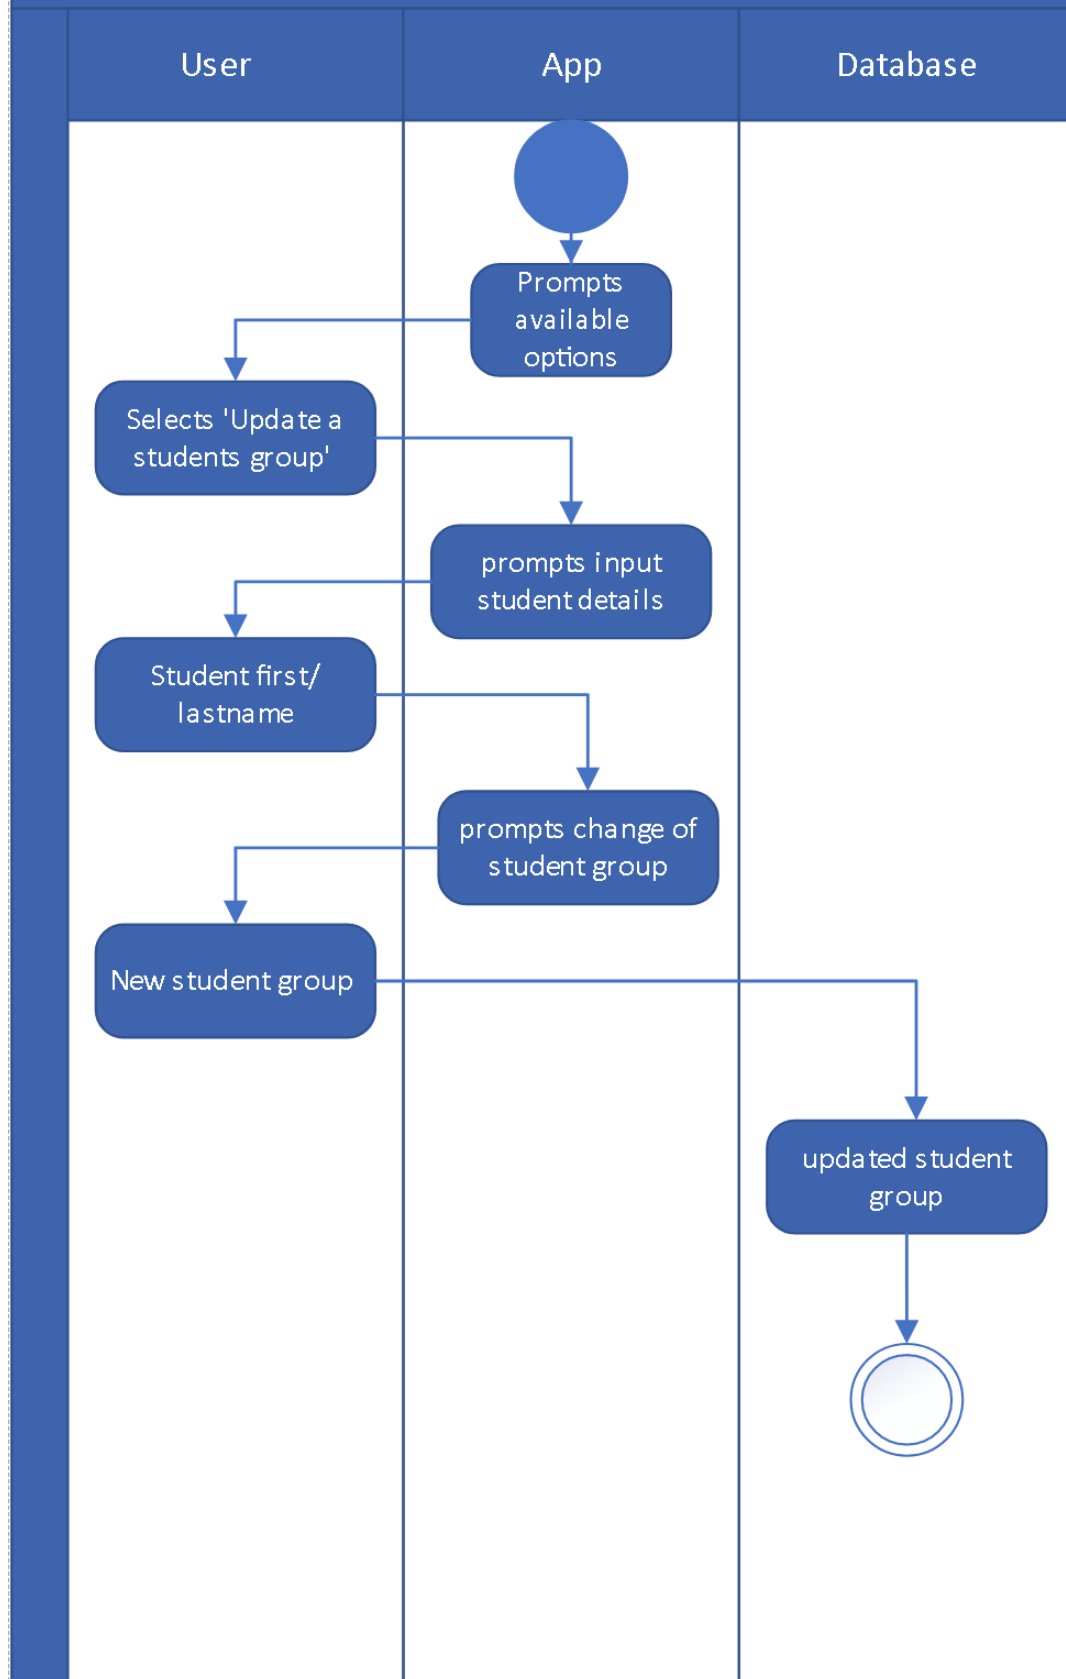 User
App
Database
Prompts
available
options
Selects 'Update a
students group'
prompts input
student details
Student first/
lastname
prompts change of
student group
New student group
updated student
group